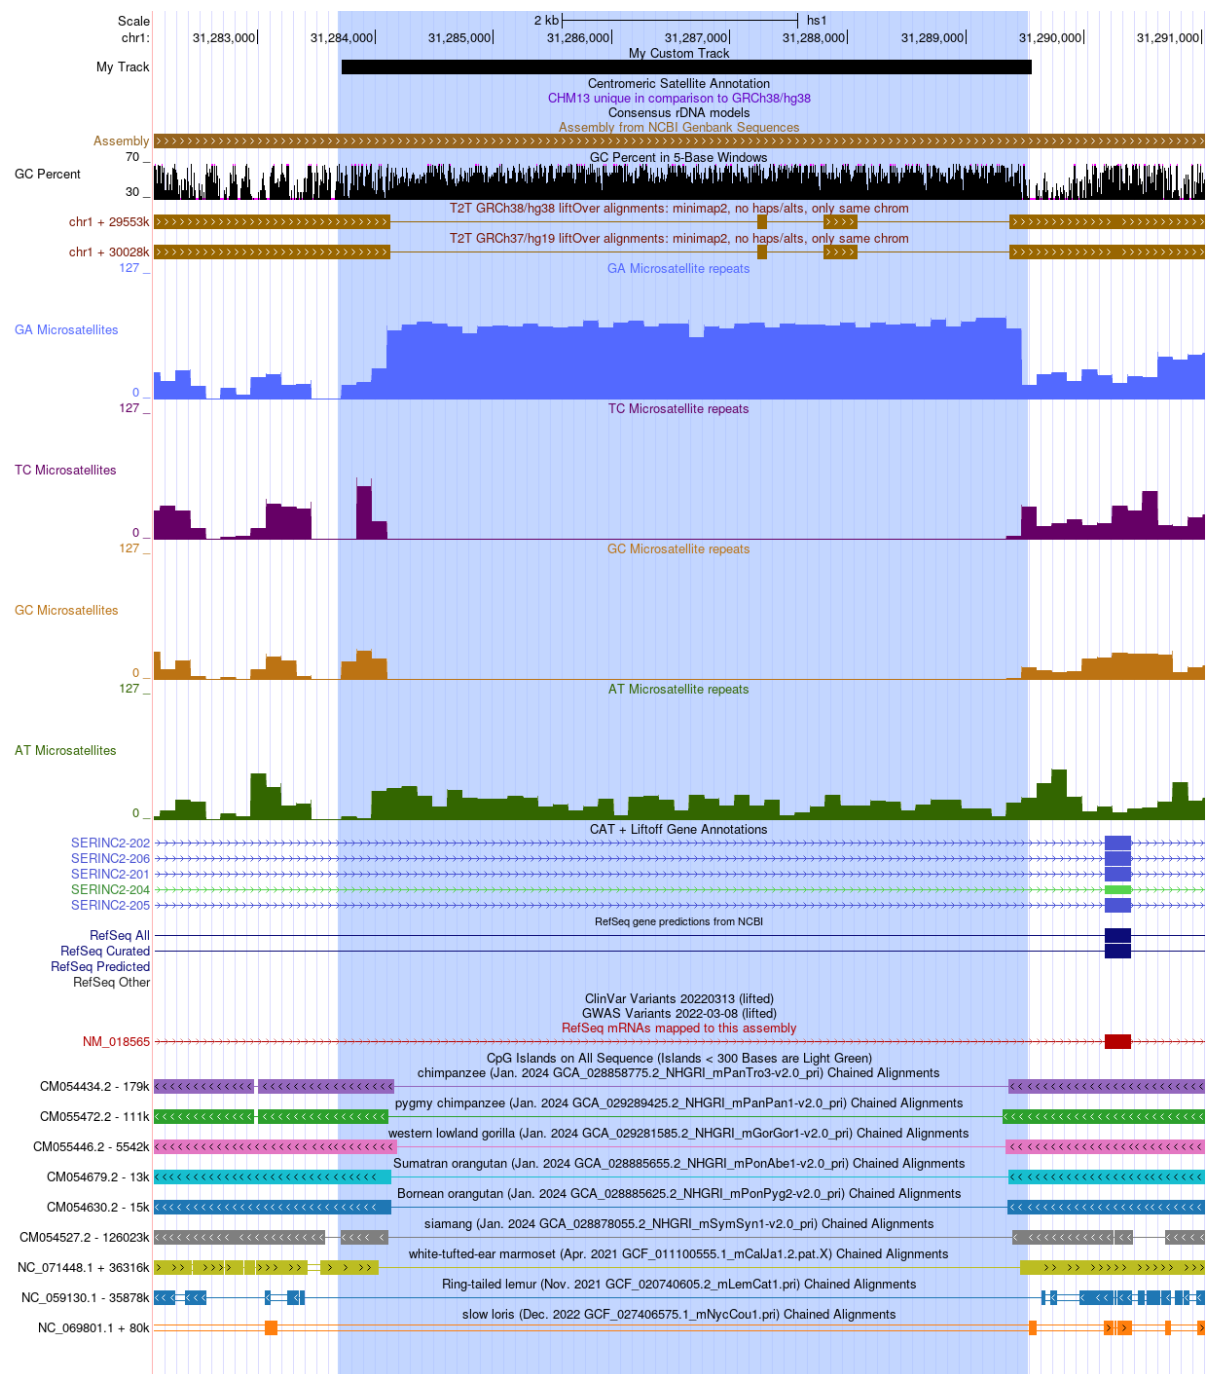 Scale 2 kb hs1
chr1: 31,283,000 31,284,000 31,285,000 31,286,000 31,287,000 31,288,000 31,289,000 31,290,000 31,291,000
My Custom Track
My Track
Centromeric Satellite Annotation
CHM13 unique in comparison to GRCh38/hg38
Consensus rDNA models
Assembly from NCBI Genbank Sequences
Assembly
GC Percent in 5-Base Windows
70 _
GC Percent
30 _
T2T GRCh38/hg38 liftOver alignments: minimap2, no haps/alts, only same chrom
chr1 + 29553k
T2T GRCh37/hg19 liftOver alignments: minimap2, no haps/alts, only same chrom
chr1 + 30028k
GA Microsatellite repeats
127 _
GA Microsatellites
0 _
TC Microsatellite repeats
127 _
TC Microsatellites
0 _
GC Microsatellite repeats
127 _
GC Microsatellites
0 _
AT Microsatellite repeats
127 _
AT Microsatellites
0 _
CAT + Liftoff Gene Annotations
SERINC2-202
SERINC2-206
SERINC2-201
SERINC2-204
SERINC2-205
RefSeq gene predictions from NCBI
RefSeq All
RefSeq Curated
RefSeq Predicted
RefSeq Other
ClinVar Variants 20220313 (lifted)
GWAS Variants 2022-03-08 (lifted)
RefSeq mRNAs mapped to this assembly
NM_018565
CpG Islands on All Sequence (Islands < 300 Bases are Light Green)
chimpanzee (Jan. 2024 GCA_028858775.2_NHGRI_mPanTro3-v2.0_pri) Chained Alignments
CM054434.2 - 179k
pygmy chimpanzee (Jan. 2024 GCA_029289425.2_NHGRI_mPanPan1-v2.0_pri) Chained Alignments
CM055472.2 - 111k
western lowland gorilla (Jan. 2024 GCA_029281585.2_NHGRI_mGorGor1-v2.0_pri) Chained Alignments
CM055446.2 - 5542k
Sumatran orangutan (Jan. 2024 GCA_028885655.2_NHGRI_mPonAbe1-v2.0_pri) Chained Alignments
CM054679.2 - 13k
Bornean orangutan (Jan. 2024 GCA_028885625.2_NHGRI_mPonPyg2-v2.0_pri) Chained Alignments
CM054630.2 - 15k
siamang (Jan. 2024 GCA_028878055.2_NHGRI_mSymSyn1-v2.0_pri) Chained Alignments
CM054527.2 - 126023k
white-tufted-ear marmoset (Apr. 2021 GCF_011100555.1_mCalJa1.2.pat.X) Chained Alignments
NC_071448.1 + 36316k
Ring-tailed lemur (Nov. 2021 GCF_020740605.2_mLemCat1.pri) Chained Alignments
NC_059130.1 - 35878k
slow loris (Dec. 2022 GCF_027406575.1_mNycCou1.pri) Chained Alignments
NC_069801.1 + 80k